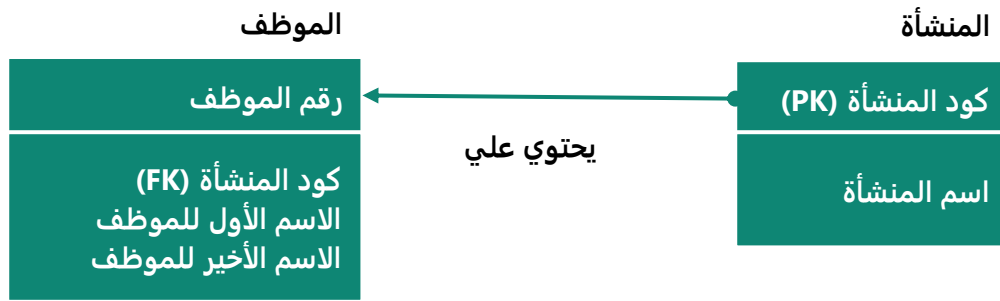 المنشأة
كود المنشأة (PK)
اسم المنشأة
يحتوي علي
الموظف
رقم الموظف
كود المنشأة (FK)
الاسم الأول للموظف
الاسم الأخير للموظف